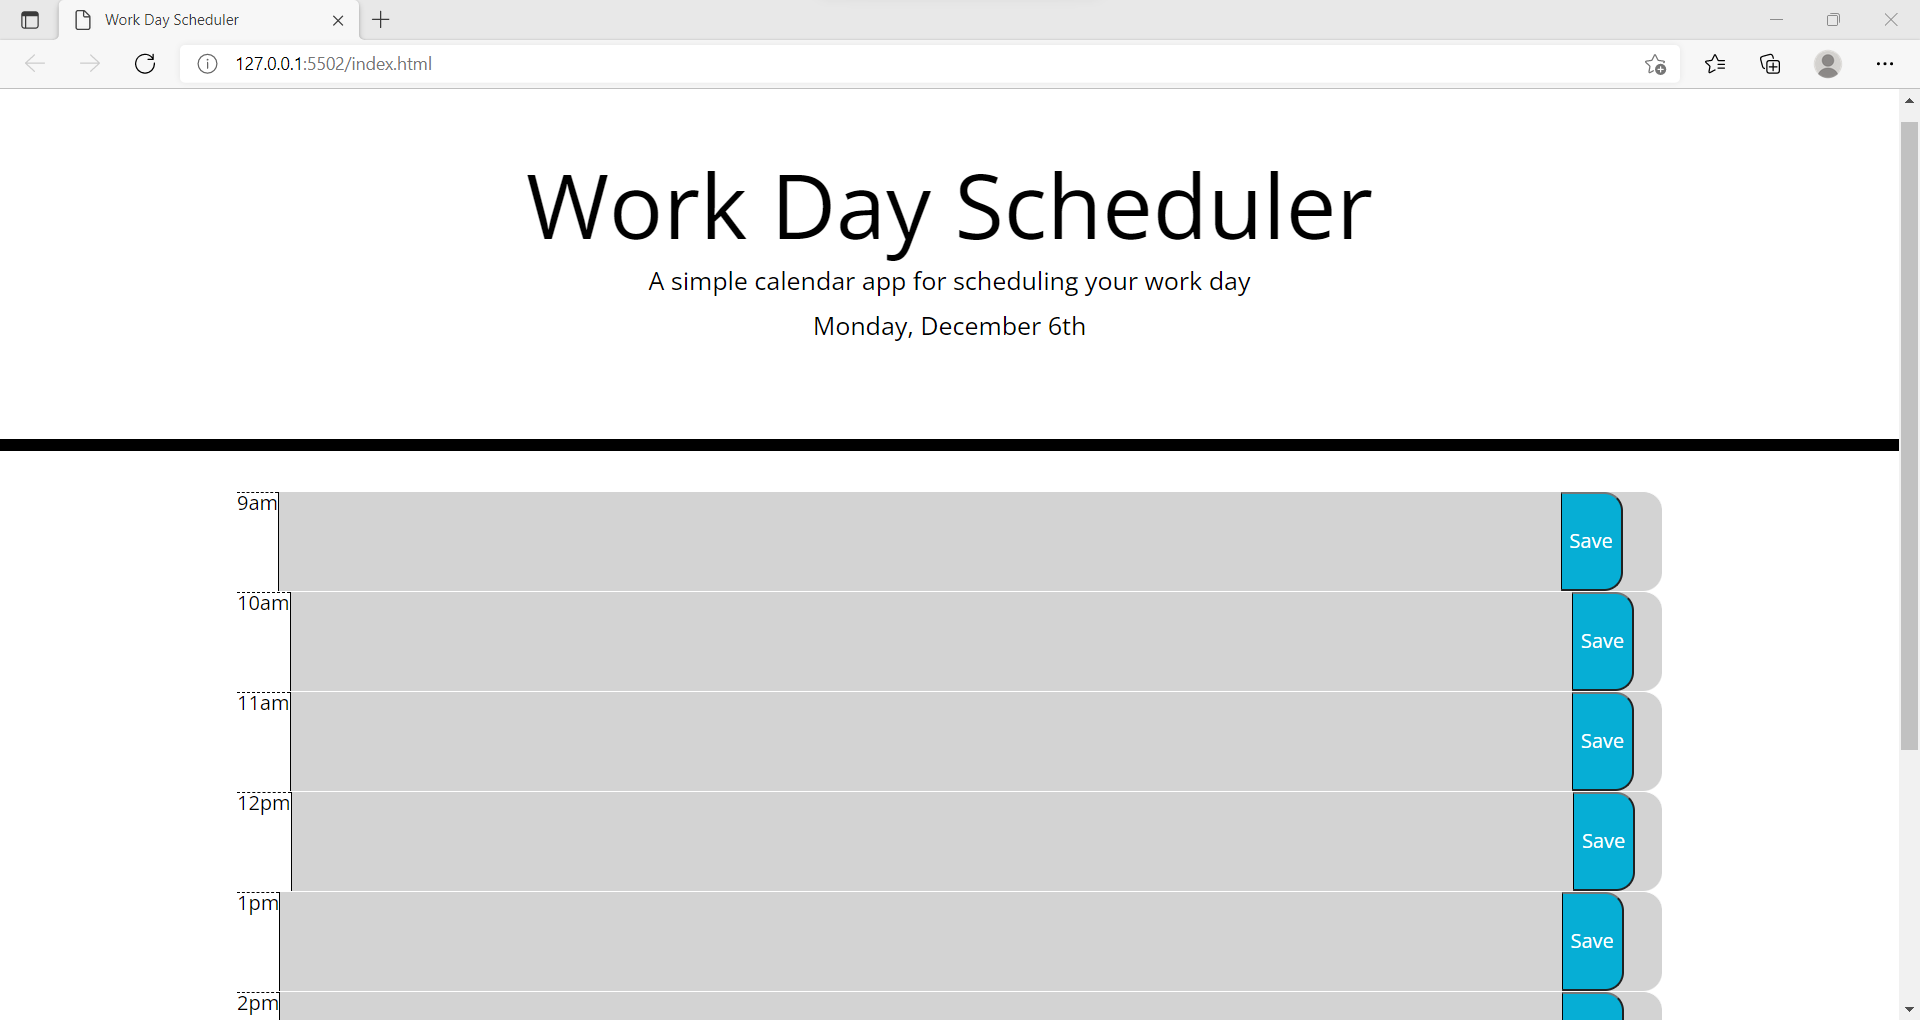 Work Day Scheduler
127.0.0.1:5502/index.html
Work Day Scheduler
A simple calendar app for scheduling your work day
Monday, December 6th
9am Save
10am Save
11am Save
12pm Save
1pm Save
2pm